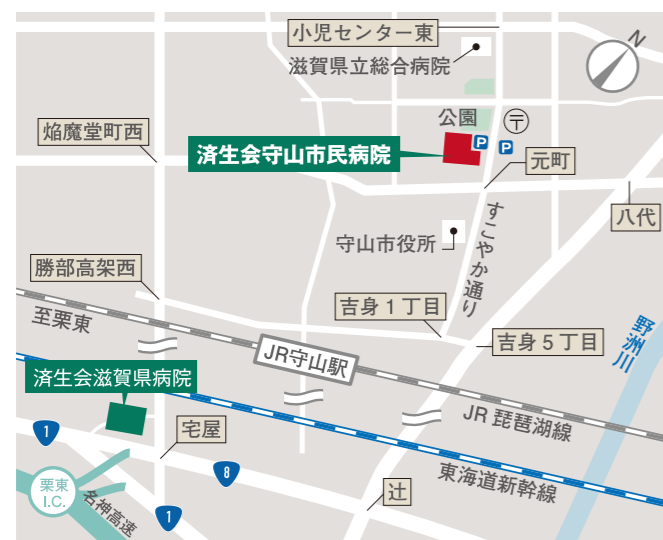 小児センター東
滋賀県立総合病院
N
公園
〒
焔魔堂町西
済生会守山市民病院
P
P
元町
八代
すこやか通り
守山市役所
勝部高架西
吉身1丁目
吉身5丁目
野洲川
至栗東
JR守山駅
済生会滋賀県病院
JR 琵琶湖線
1
宅屋
8
東海道新幹線
栗東
I.C.
名神高速
1
辻